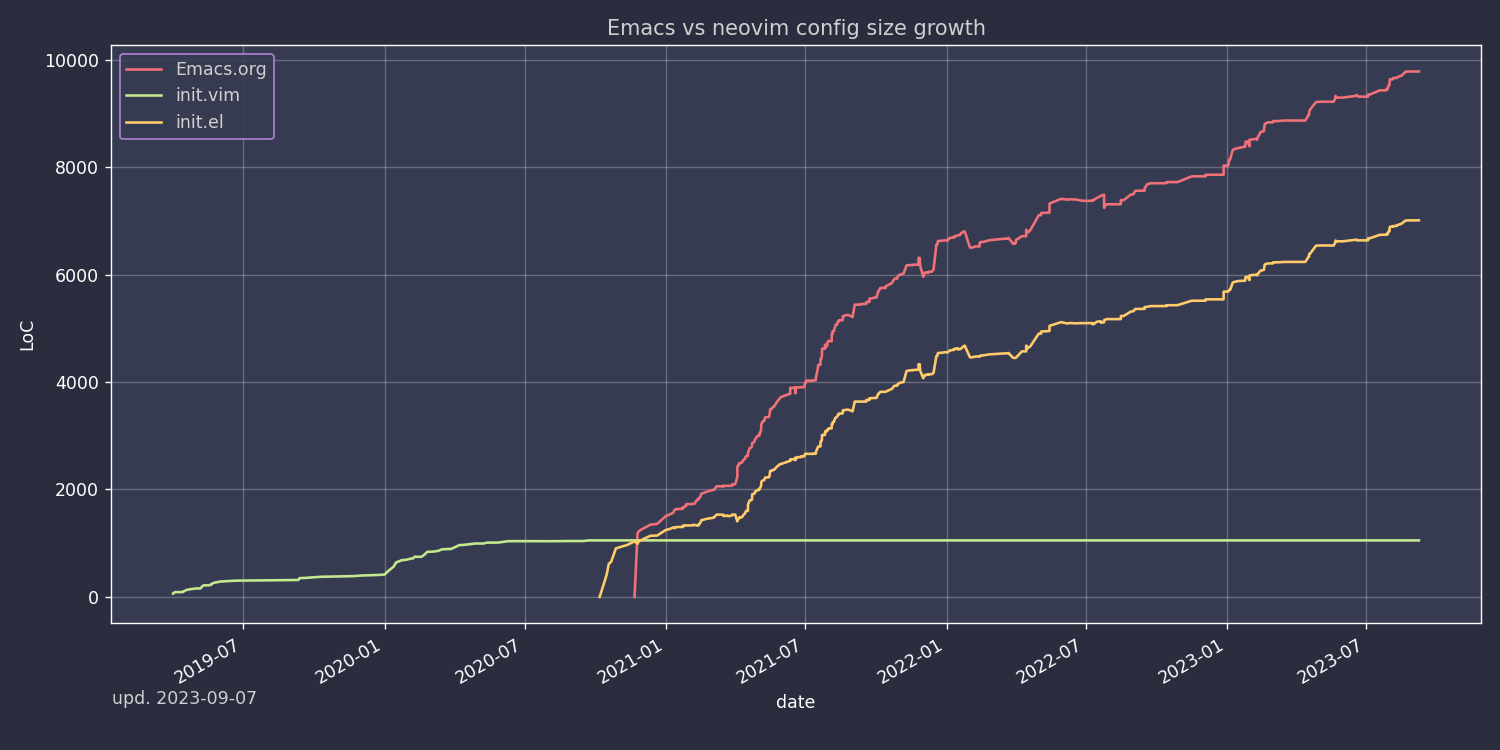 Emacs vs neovim config size growth
10000
8000
6000
4000
2000
0
LoC
Emacs.org
init.vim
init.el
2019-07
2020-01
2020-07
2021-01
2021-07
2022-01
2022-07
2023-01
2023-07
date
upd. 2023-09-07